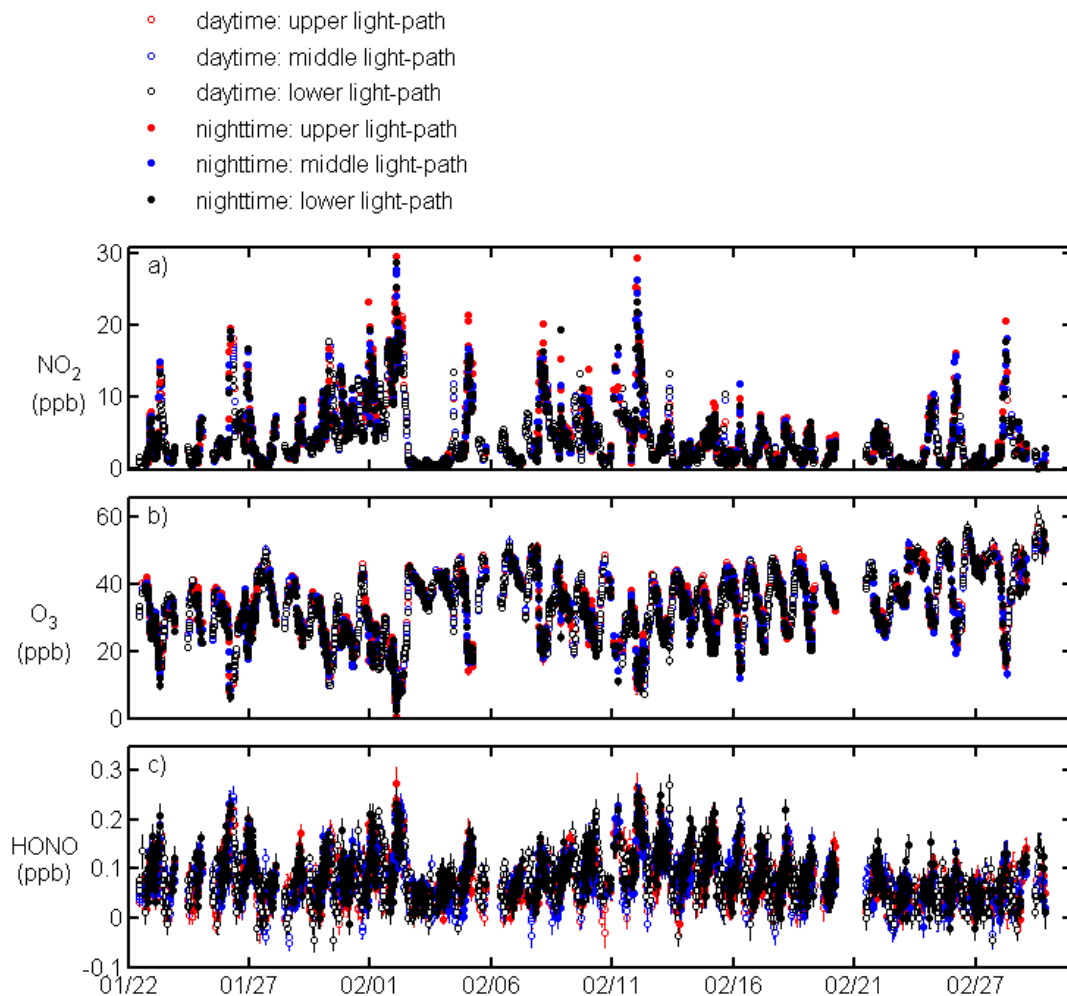 daytime: upper light-path
daytime: middle light-path
daytime: lower light-path
nighttime: upper light-path
nighttime: middle light-path
nighttime: lower light-path
a)
30
20
10
0
NO2
(ppb)
b)
60
40
20
0
O3
(ppb)
c)
0.3
0.2
0.1
0
-0.1
HONO
(ppb)
01/22 01/27 02/01 02/06 02/11 02/16 02/21 02/27